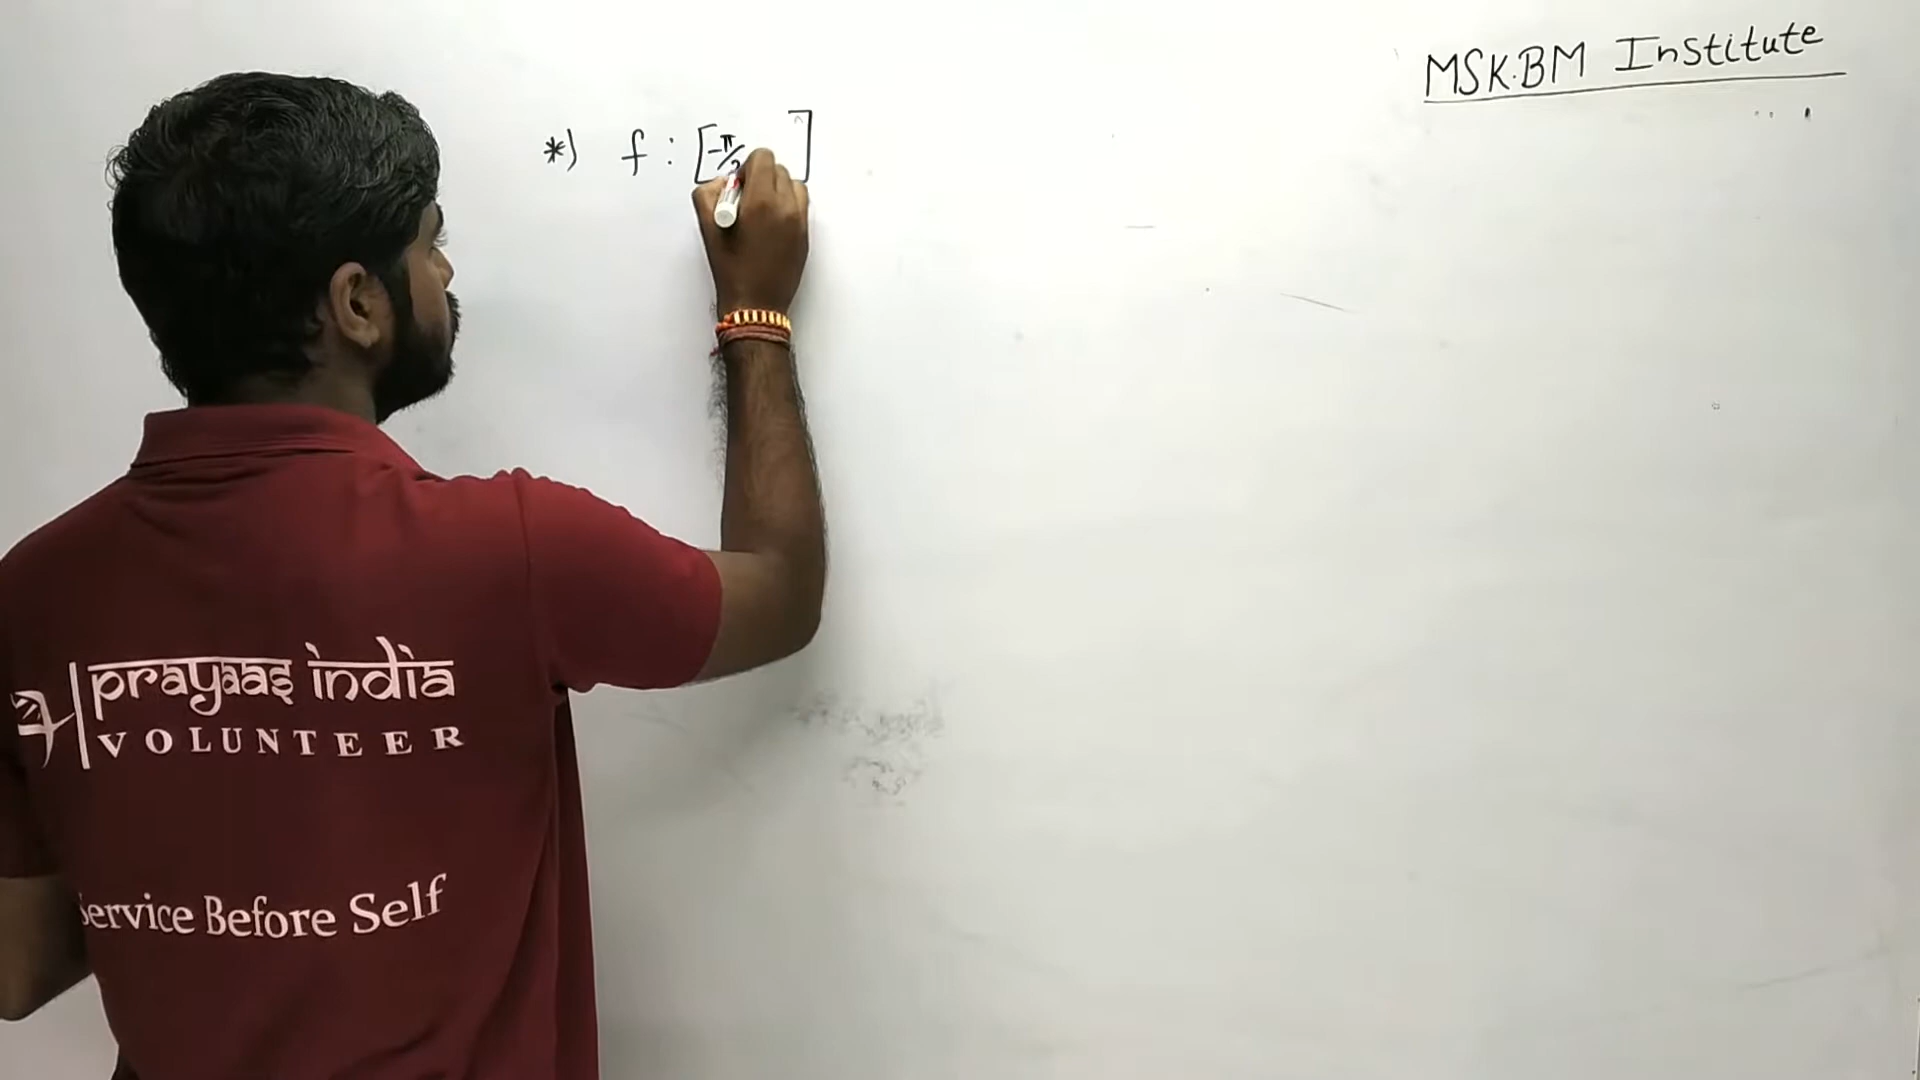 MSK.BM Institute
*) f : [-π/2 ]
prayaas india
VOLUNTEER
Service Before Self